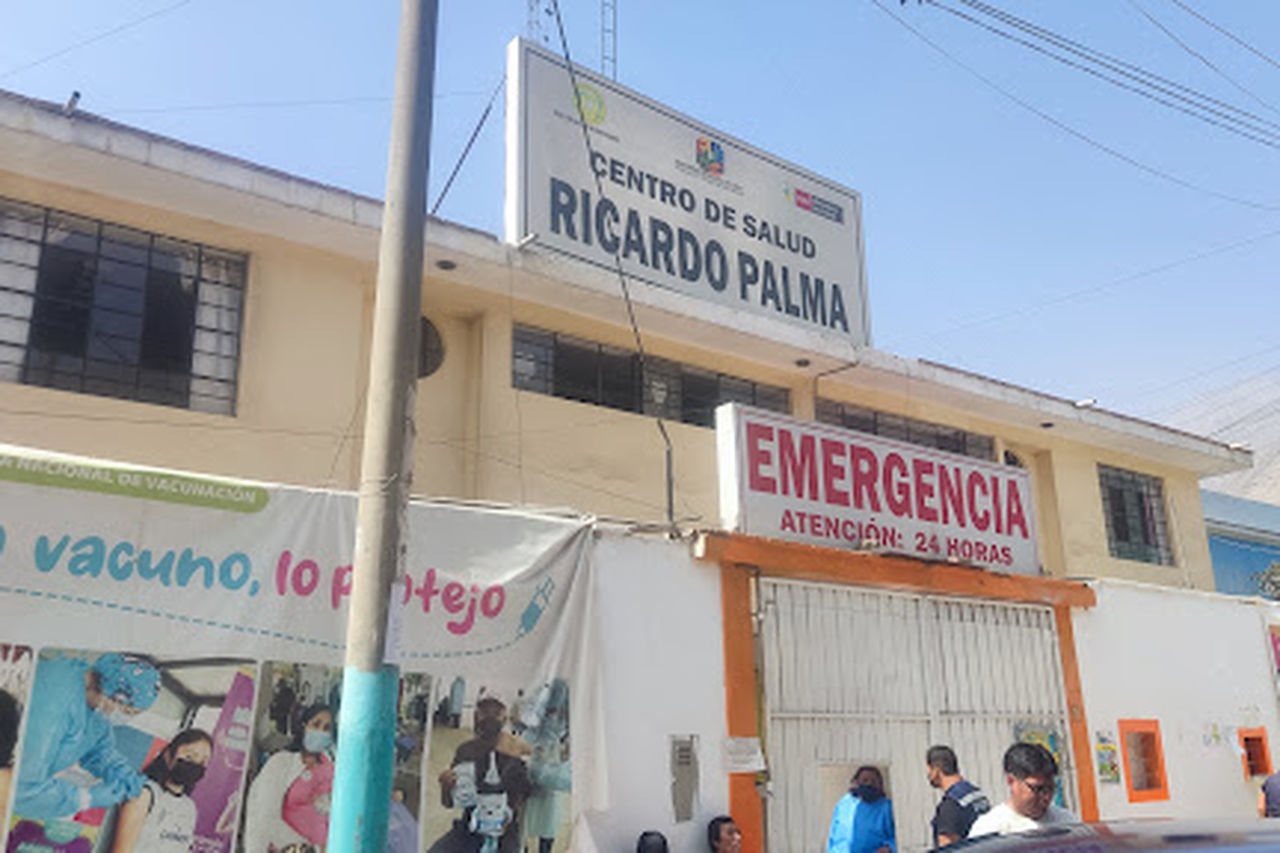 CENTRO DE SALUD
RICARDO PALMA
EMERGENCIA
ATENCIÓN: 24 HORAS
NACIONAL DE VACUNACIÓN
vacuno, lo protejo